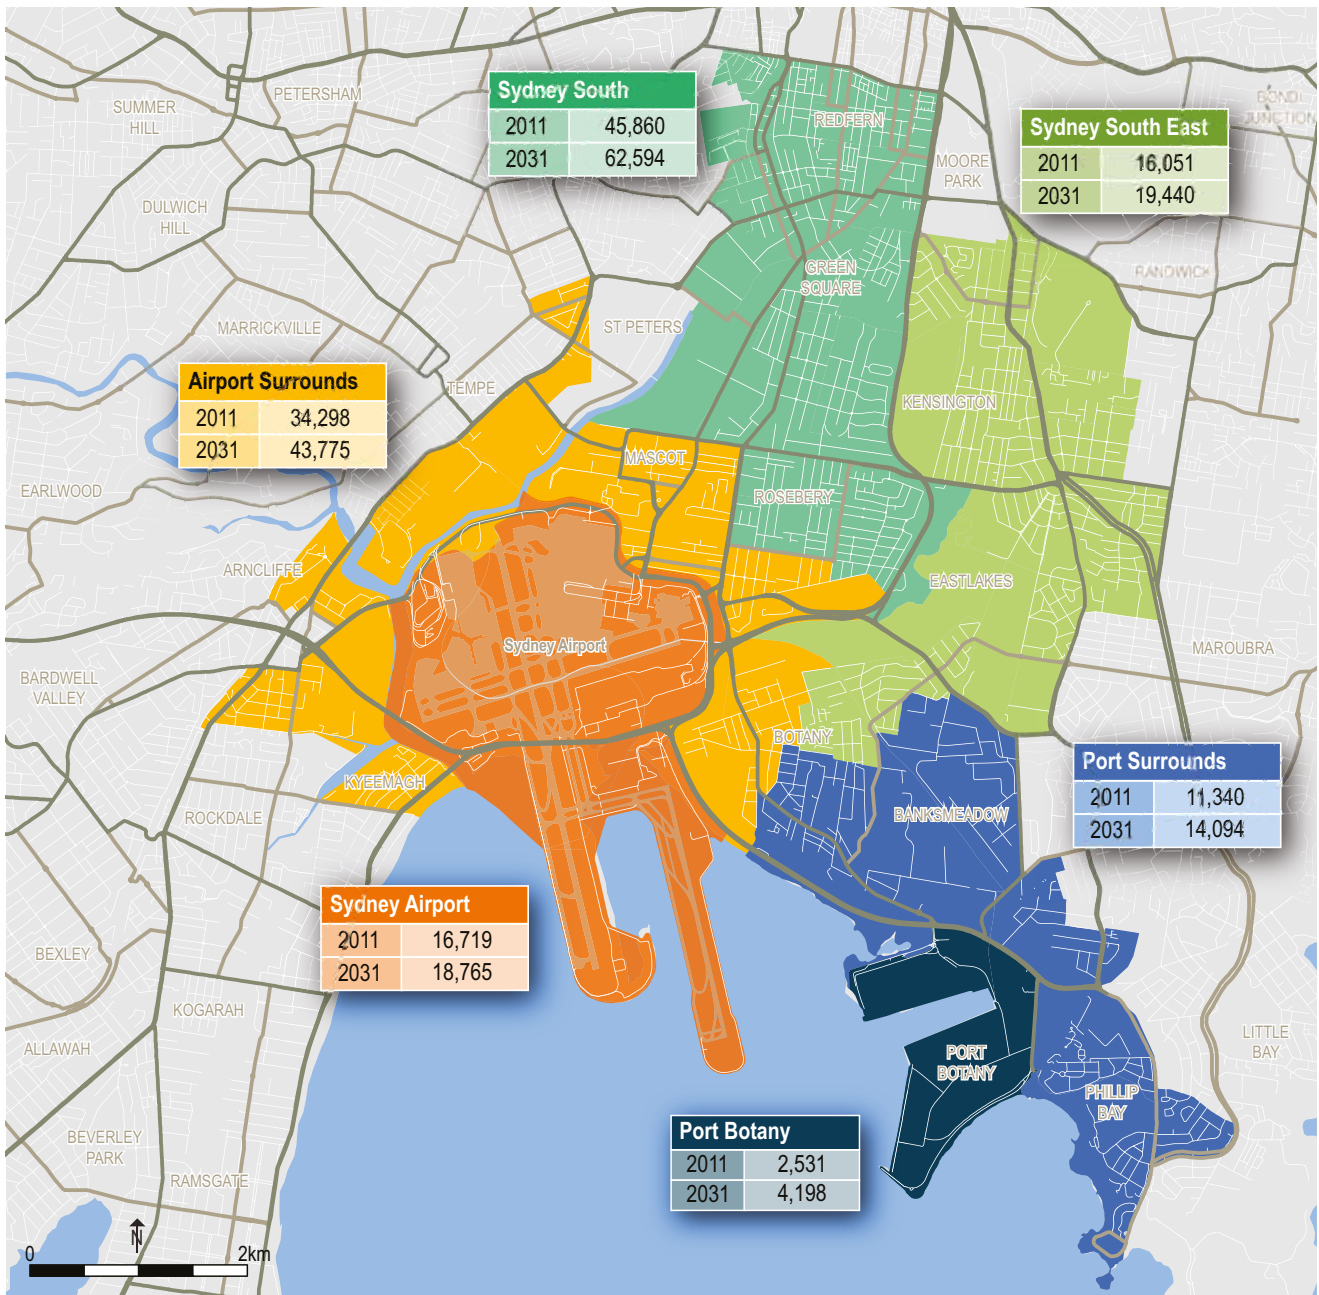 PETERSHAM
SUMMER
HILL
Sydney South
2011 45,860
2031 62,594
REDFERN
BONDI
JUNCTION
Sydney South East
2011 16,051
2031 19,440
MOORE
PARK
DULWICH
HILL
GREEN
SQUARE
RANDWICK
MARRICKVILLE
ST PETERS
Airport Surrounds
2011 34,298
2031 43,775
TEMPE
KENSINGTON
MASCOT
EARLWOOD
ROSEBERY
ARNCLIFFE
EASTLAKES
Sydney Airport
MAROUBRA
BARDWELL
VALLEY
BOTANY
Port Surrounds
2011 11,340
2031 14,094
KYEEMAGH
ROCKDALE
BANKSMEADOW
Sydney Airport
2011 16,719
2031 18,765
BEXLEY
KOGARAH
ALLAWAH
LITTLE
BAY
PORT
BOTANY
PHILLIP
BAY
Port Botany
2011 2,531
2031 4,198
BEVERLEY
PARK
RAMSGATE
N
0 2km